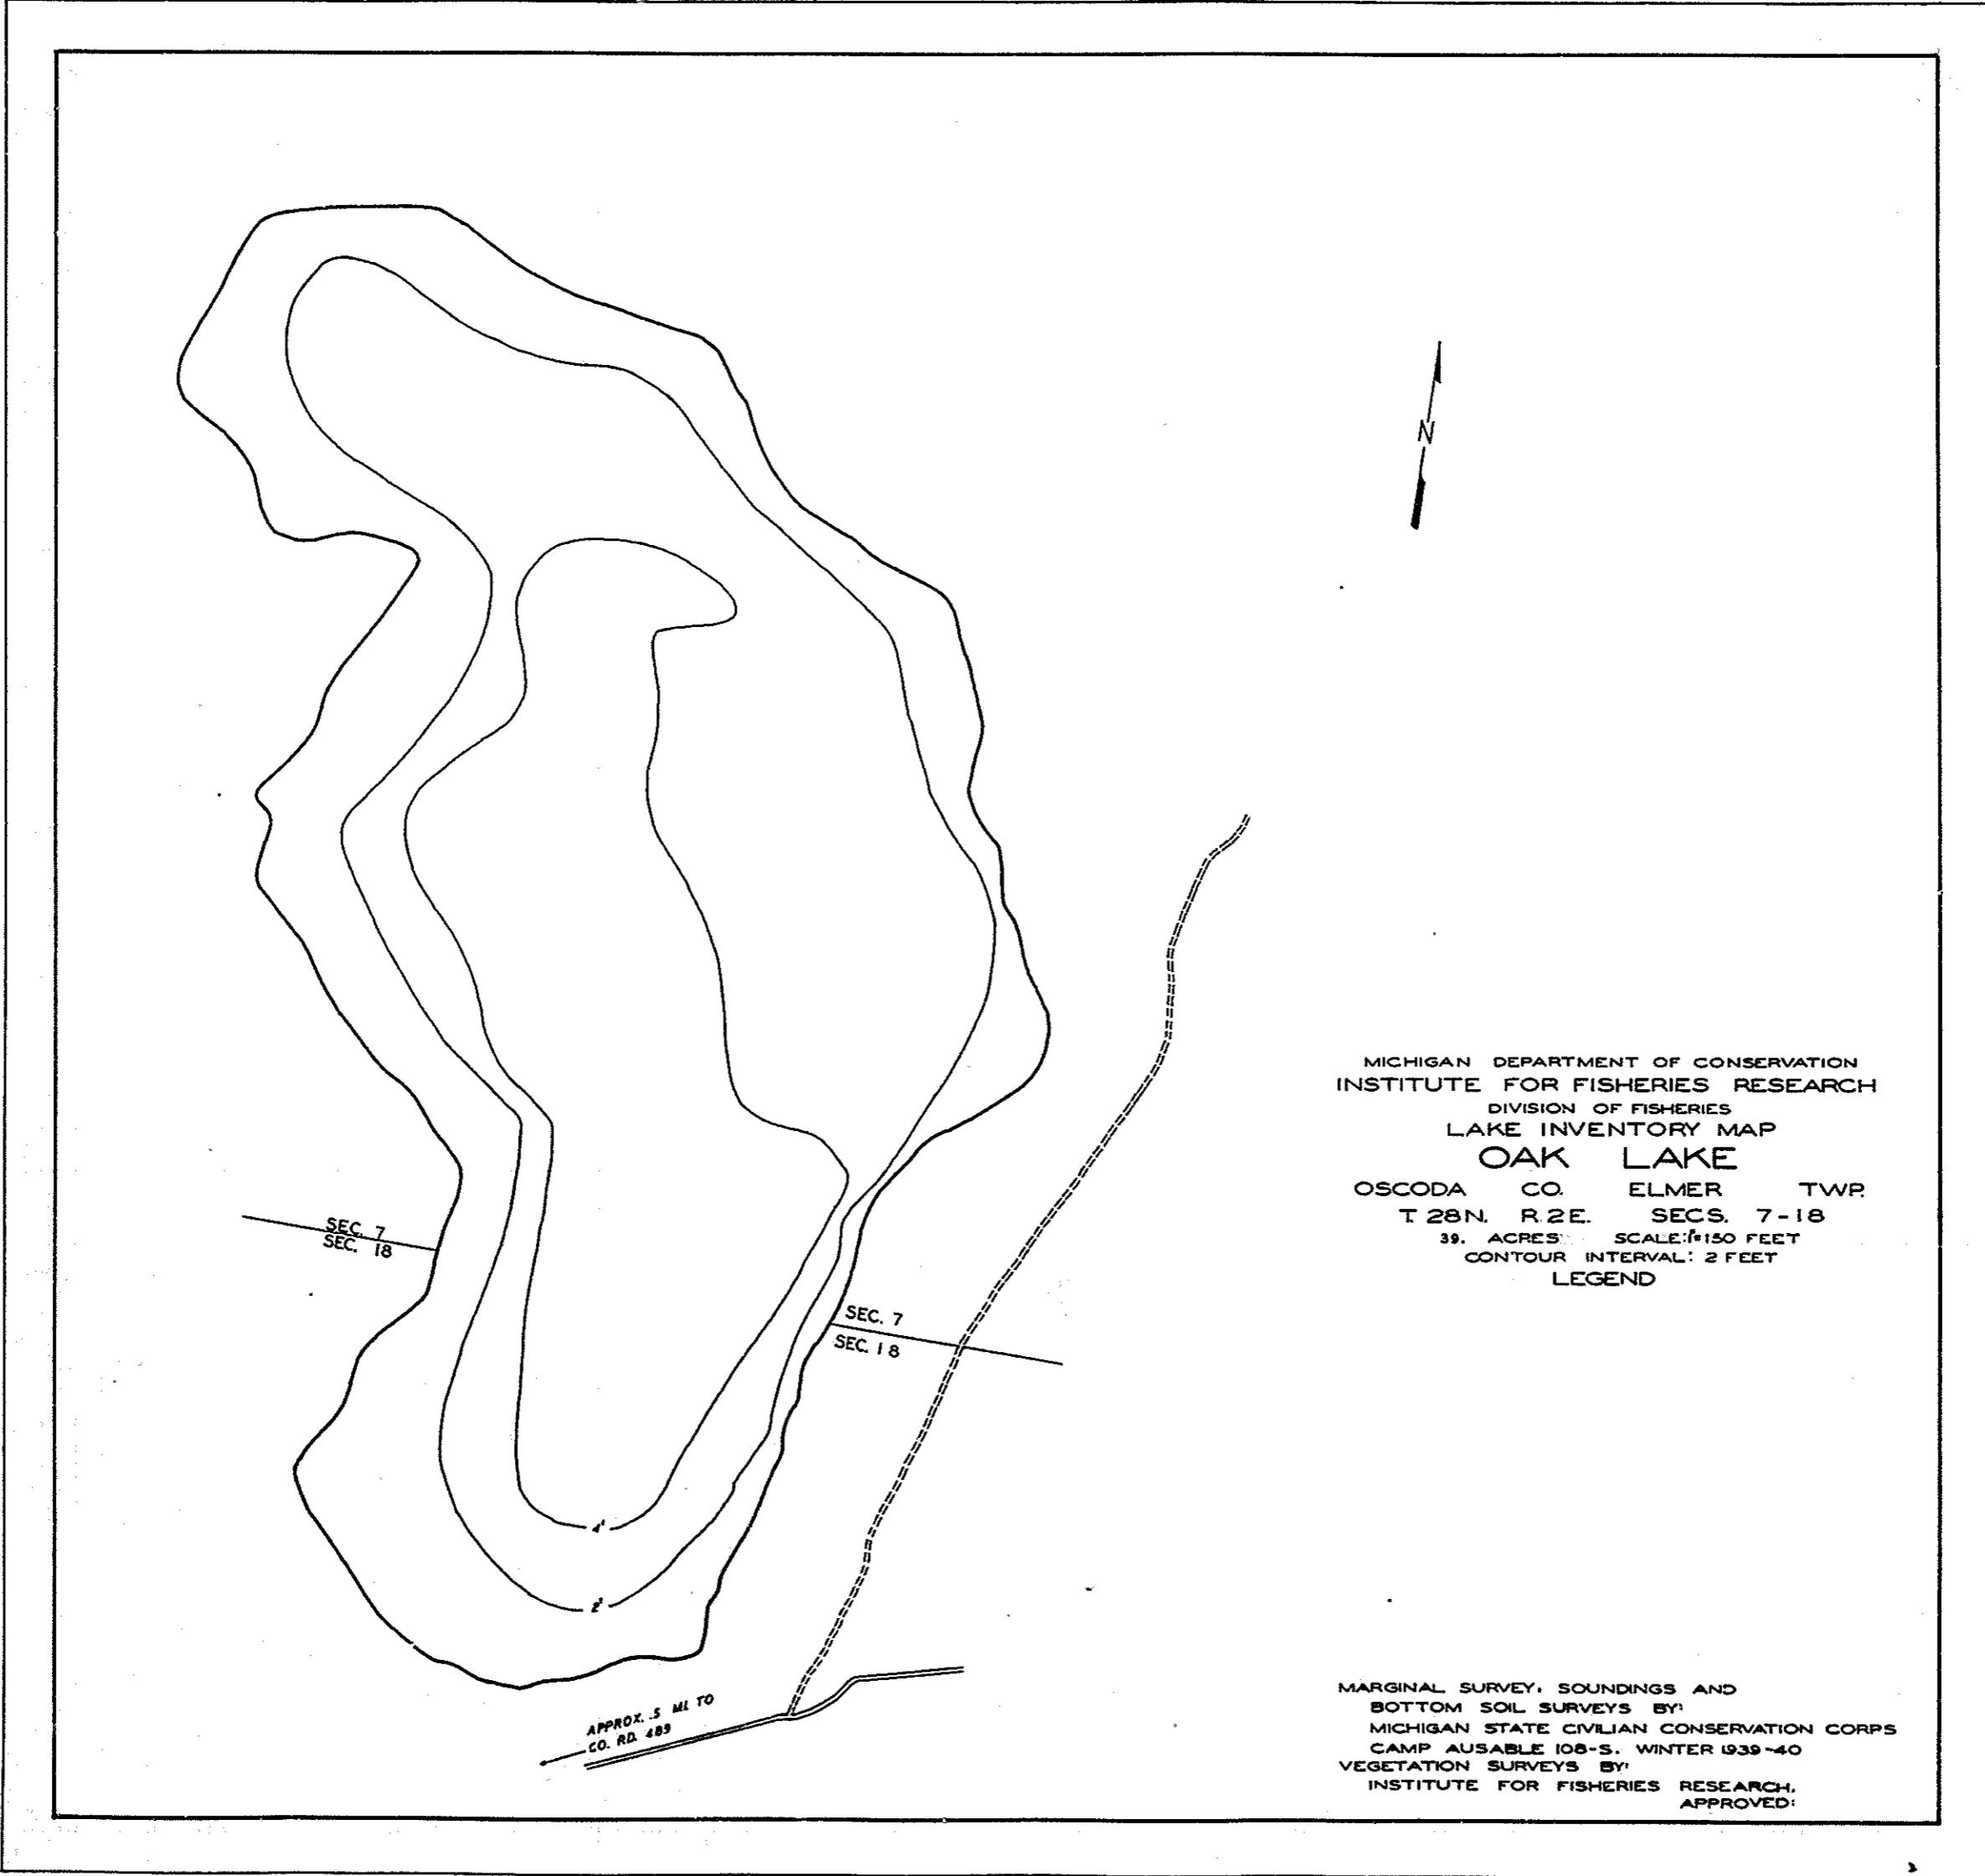 N
MICHIGAN DEPARTMENT OF CONSERVATION
INSTITUTE FOR FISHERIES RESEARCH
DIVISION OF FISHERIES
LAKE INVENTORY MAP
OAK LAKE
OSCODA CO. ELMER TWP.
T. 28N. R. 2E. SECS. 7-18
39. ACRES SCALE: 1"=150 FEET
CONTOUR INTERVAL: 2 FEET
LEGEND
SEC. 7
SEC. 18
SEC. 7
SEC. 18
4'
2'
APPROX. .5 MI. TO
CO. RD. 489
MARGINAL SURVEY, SOUNDINGS AND
BOTTOM SOIL SURVEYS BY:
MICHIGAN STATE CIVILIAN CONSERVATION CORPS
CAMP AUSABLE 108-S. WINTER 1939-40
VEGETATION SURVEYS BY:
INSTITUTE FOR FISHERIES RESEARCH.
APPROVED: